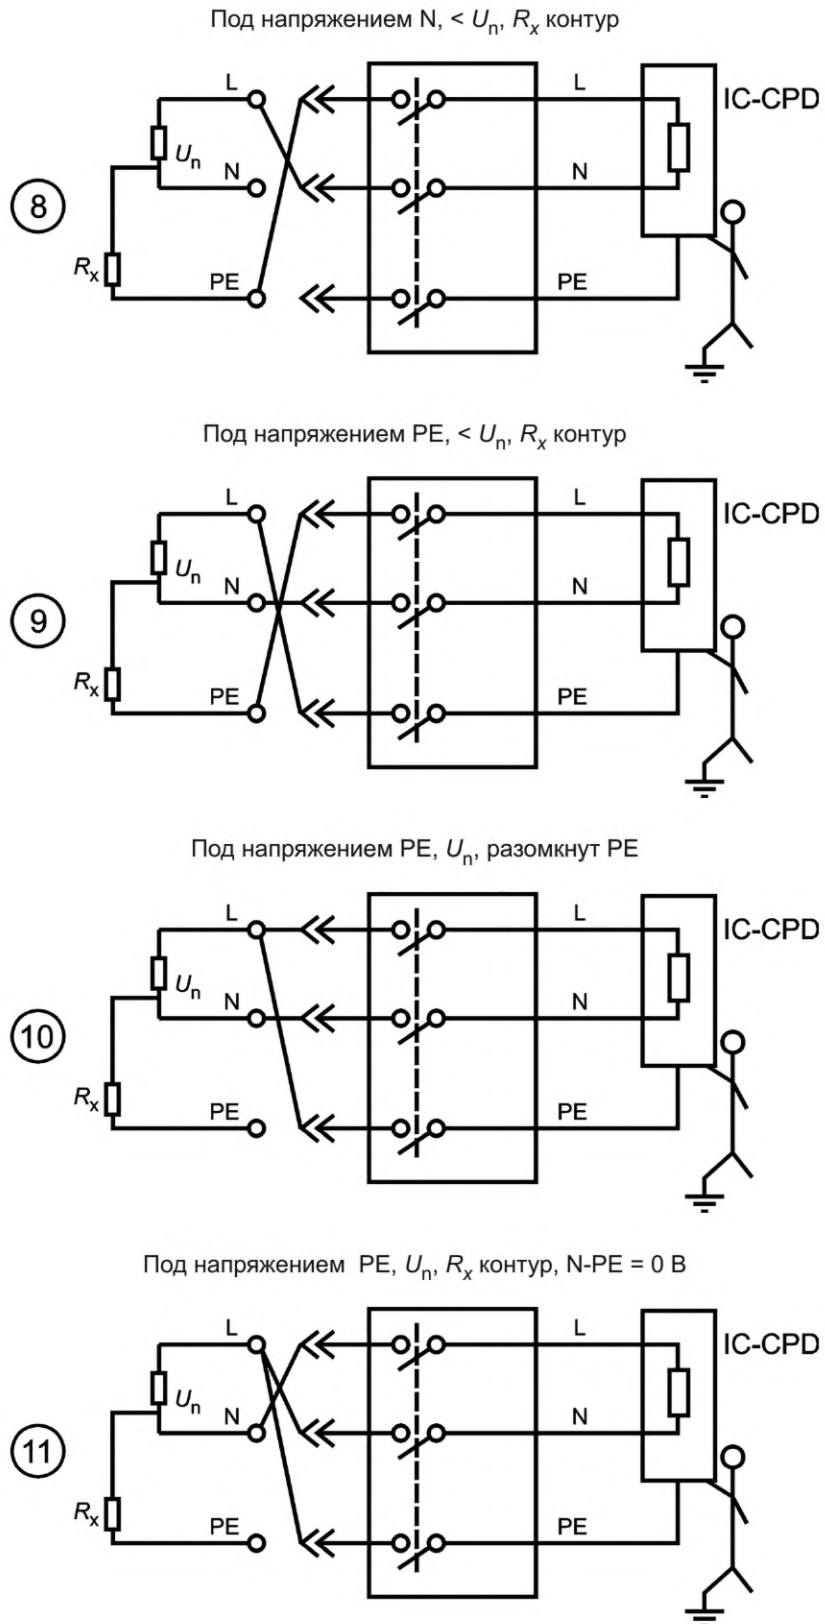 Под напряжением N, < Un, Rx контур
L L IC-CPD
Un
N N
8
Rx
PE PE
Под напряжением PE, < Un, Rx контур
L L IC-CPD
Un
N N
9
Rx
PE PE
Под напряжением PE, Un, разомкнут PE
L L IC-CPD
Un
N N
10
Rx
PE PE
Под напряжением PE, Un, Rx контур, N-PE = 0 В
L L IC-CPD
Un
N N
11
Rx
PE PE